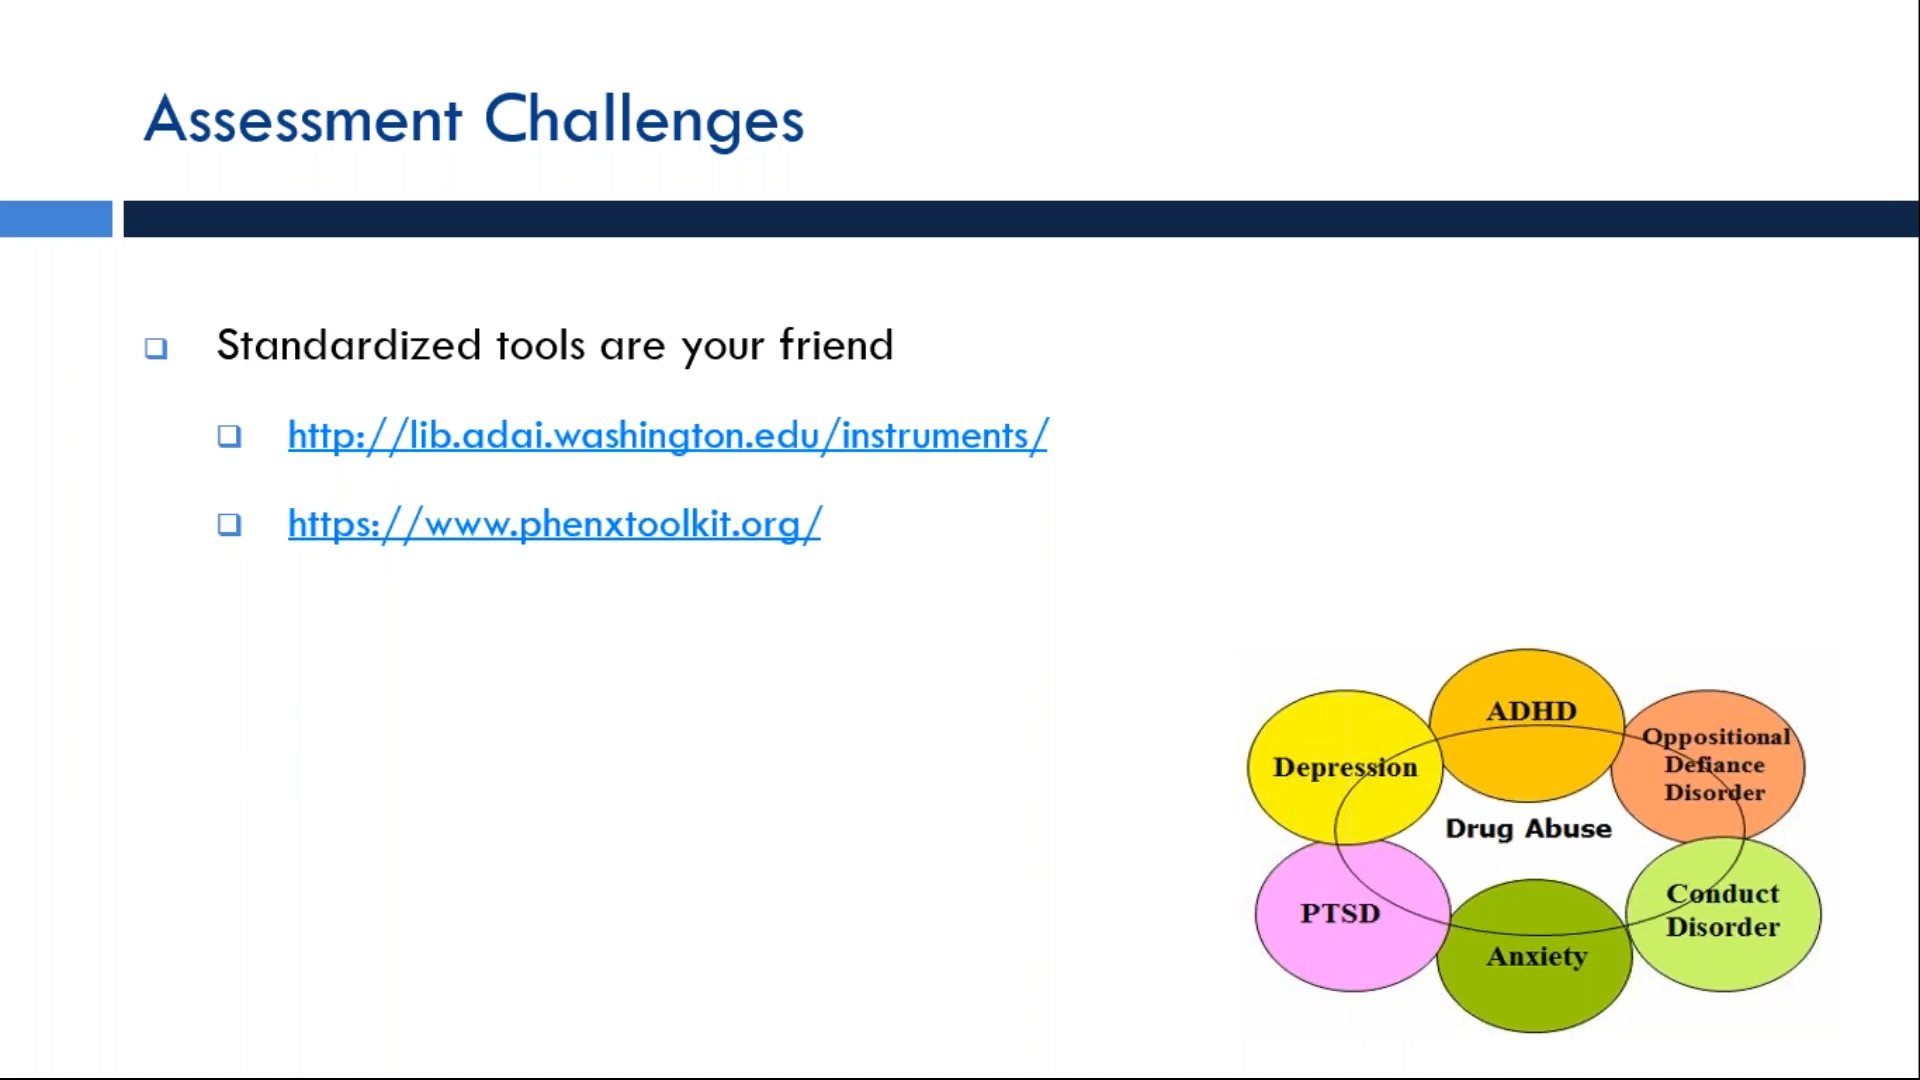 Assessment Challenges
Standardized tools are your friend
http://lib.adai.washington.edu/instruments/
https://www.phenxtoolkit.org/
ADHD
Depression
Oppositional
Defiance
Disorder
Drug Abuse
PTSD
Conduct
Disorder
Anxiety